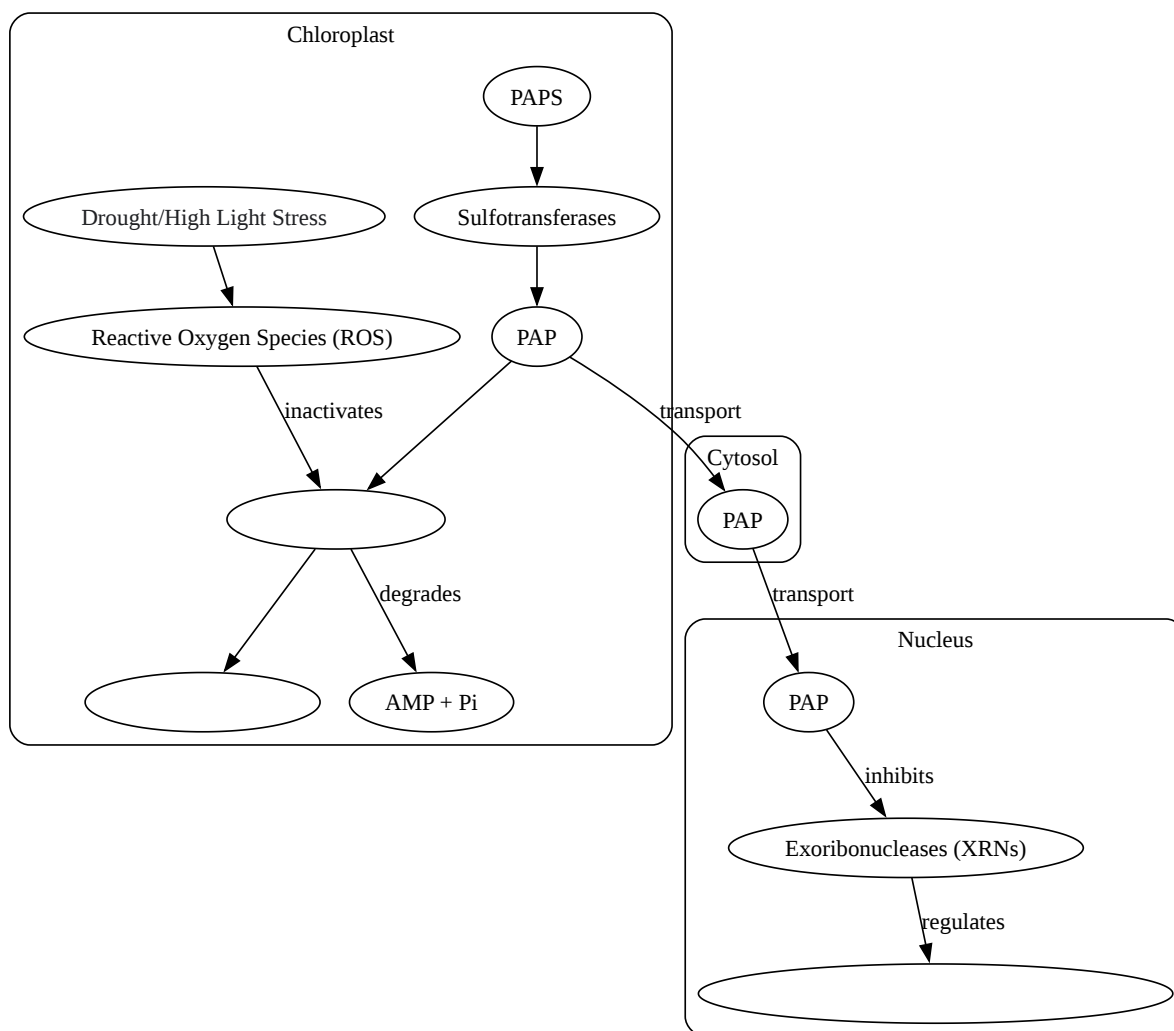 Chloroplast
PAPS
Drought/High Light Stress
Sulfotransferases
Reactive Oxygen Species (ROS)
PAP
inactivates
transport
Cytosol
PAP
degrades
transport
Nucleus
AMP + Pi
PAP
inhibits
Exoribonucleases (XRNs)
regulates